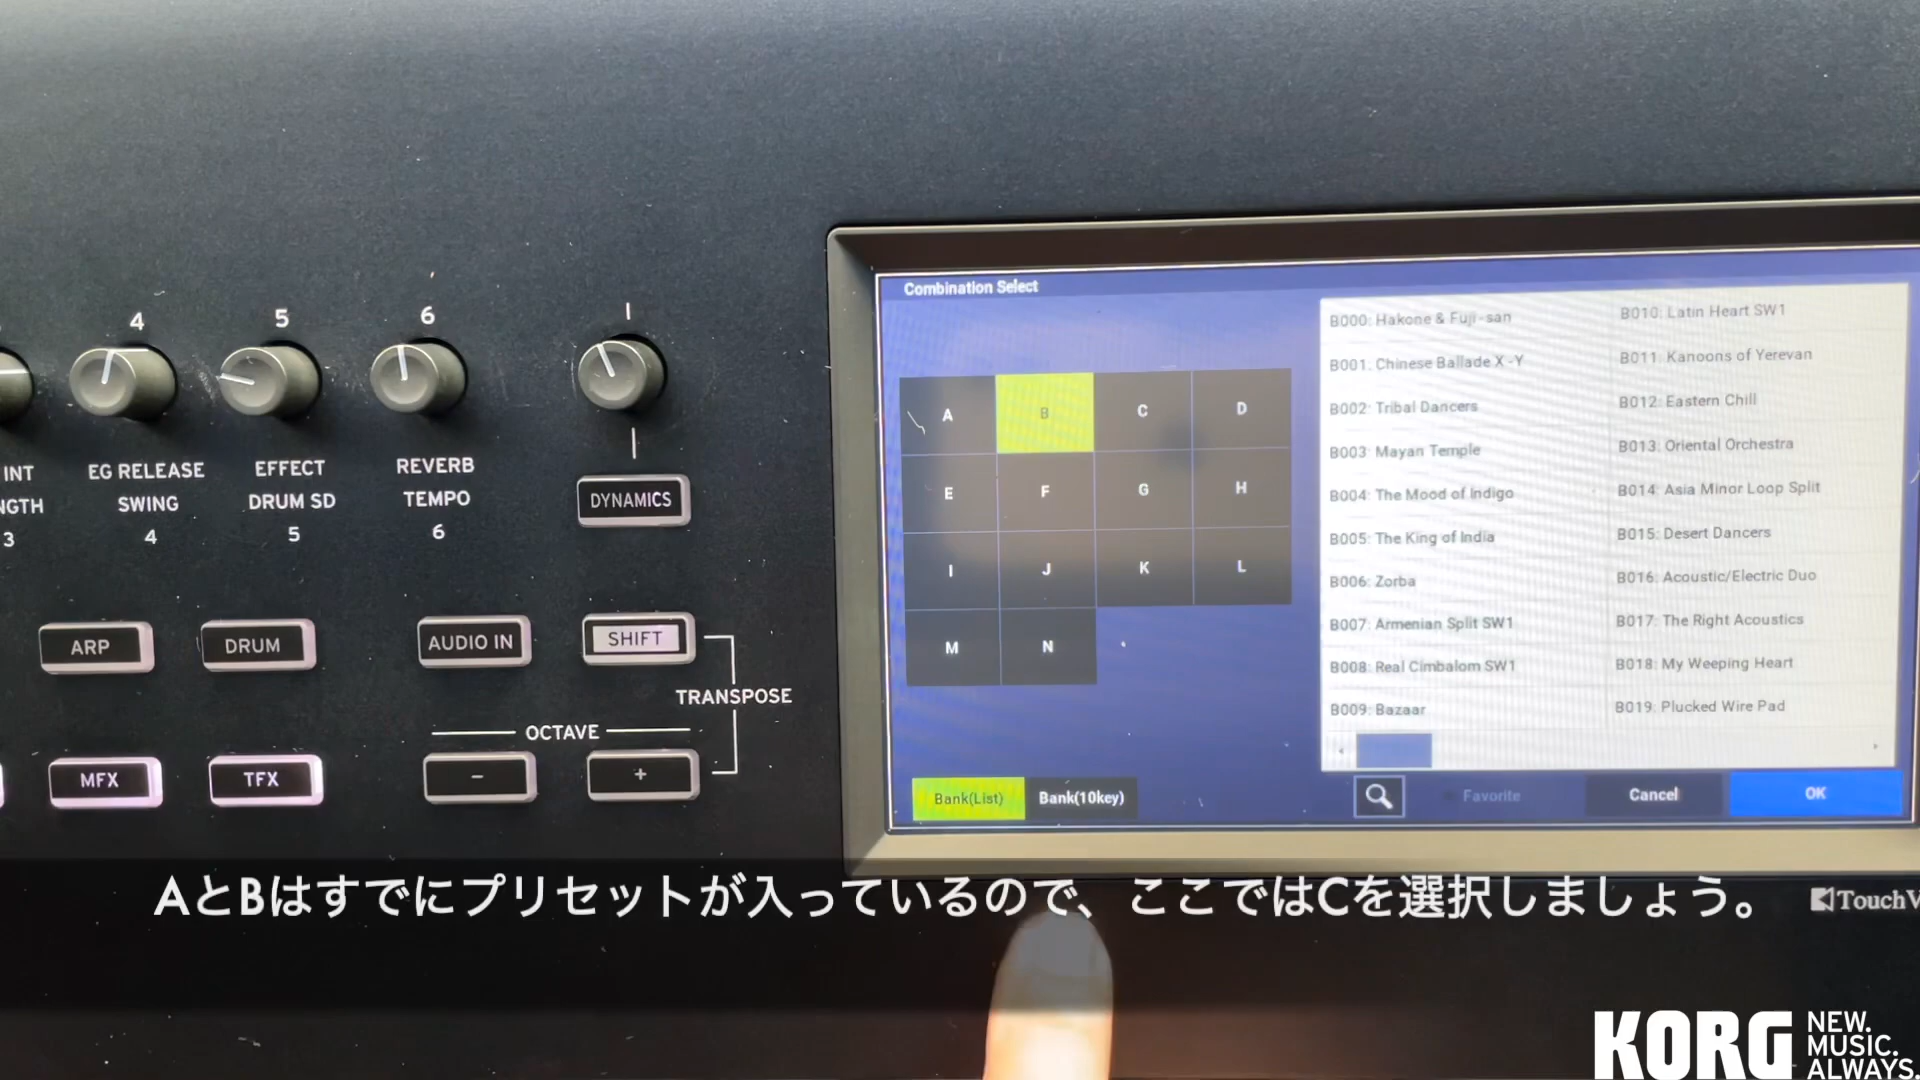 4
5
6
INT
EG RELEASE
EFFECT
REVERB
NGTH
SWING
DRUM SD
TEMPO
3
4
5
6
DYNAMICS
ARP
DRUM
AUDIO IN
SHIFT
TRANSPOSE
OCTAVE
MFX
TFX
-
+
Combination Select
A
B
C
D
E
F
G
H
I
J
K
L
M
N
B000: Hakone & Fuji-san
B001: Chinese Ballade X-Y
B002: Tribal Dancers
B003: Mayan Temple
B004: The Mood of Indigo
B005: The King of India
B006: Zorba
B007: Armenian Split SW1
B008: Real Cimbalom SW1
B009: Bazaar
B010: Latin Heart SW1
B011: Kanoons of Yerevan
B012: Eastern Chill
B013: Oriental Orchestra
B014: Asia Minor Loop Split
B015: Desert Dancers
B016: Acoustic/Electric Duo
B017: The Right Acoustics
B018: My Weeping Heart
B019: Plucked Wire Pad
Bank(List)
Bank(10key)
Favorite
Cancel
OK
AとBはすでにプリセットが入っているので、ここではCを選択しましょう。
TouchV
KORG
NEW.
MUSIC.
ALWAYS.